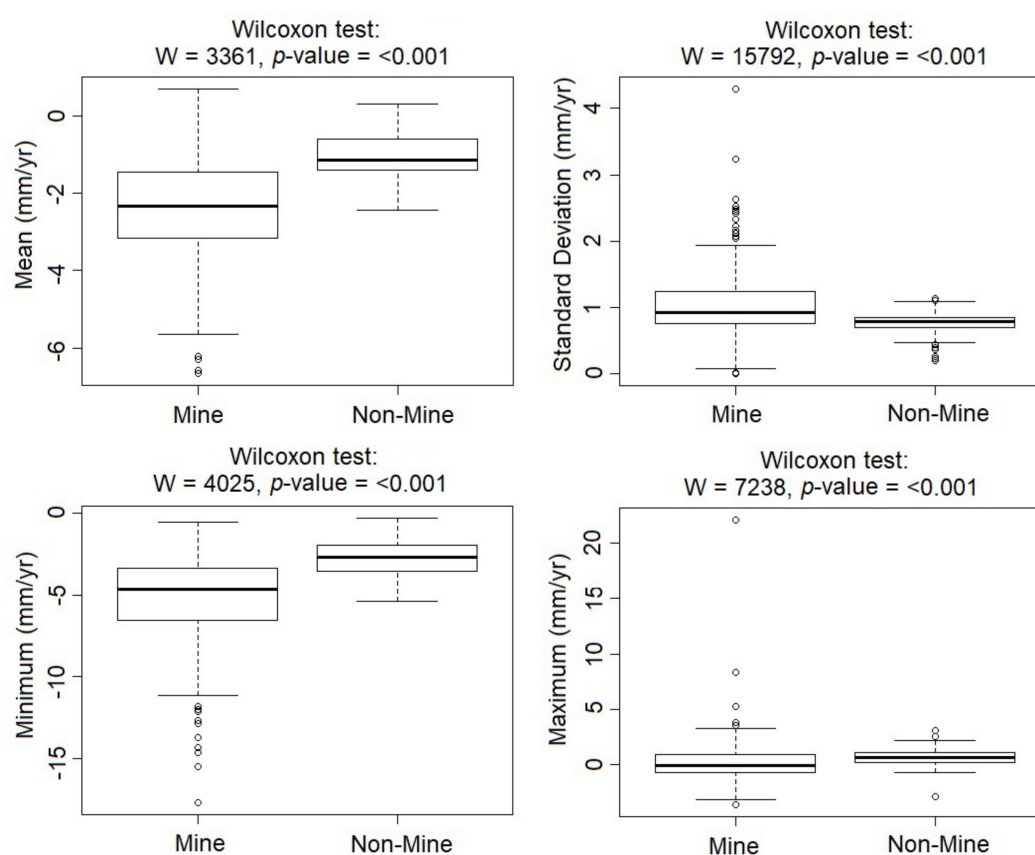 Wilcoxon test:
W = 3361, p-value = <0.001
Mean (mm/yr)
0
-2
-4
-6
Mine
Non-Mine
Wilcoxon test:
W = 15792, p-value = <0.001
Standard Deviation (mm/yr)
4
3
2
1
0
Mine
Non-Mine
Wilcoxon test:
W = 4025, p-value = <0.001
Minimum (mm/yr)
0
-5
-10
-15
Mine
Non-Mine
Wilcoxon test:
W = 7238, p-value = <0.001
Maximum (mm/yr)
20
15
10
5
0
Mine
Non-Mine